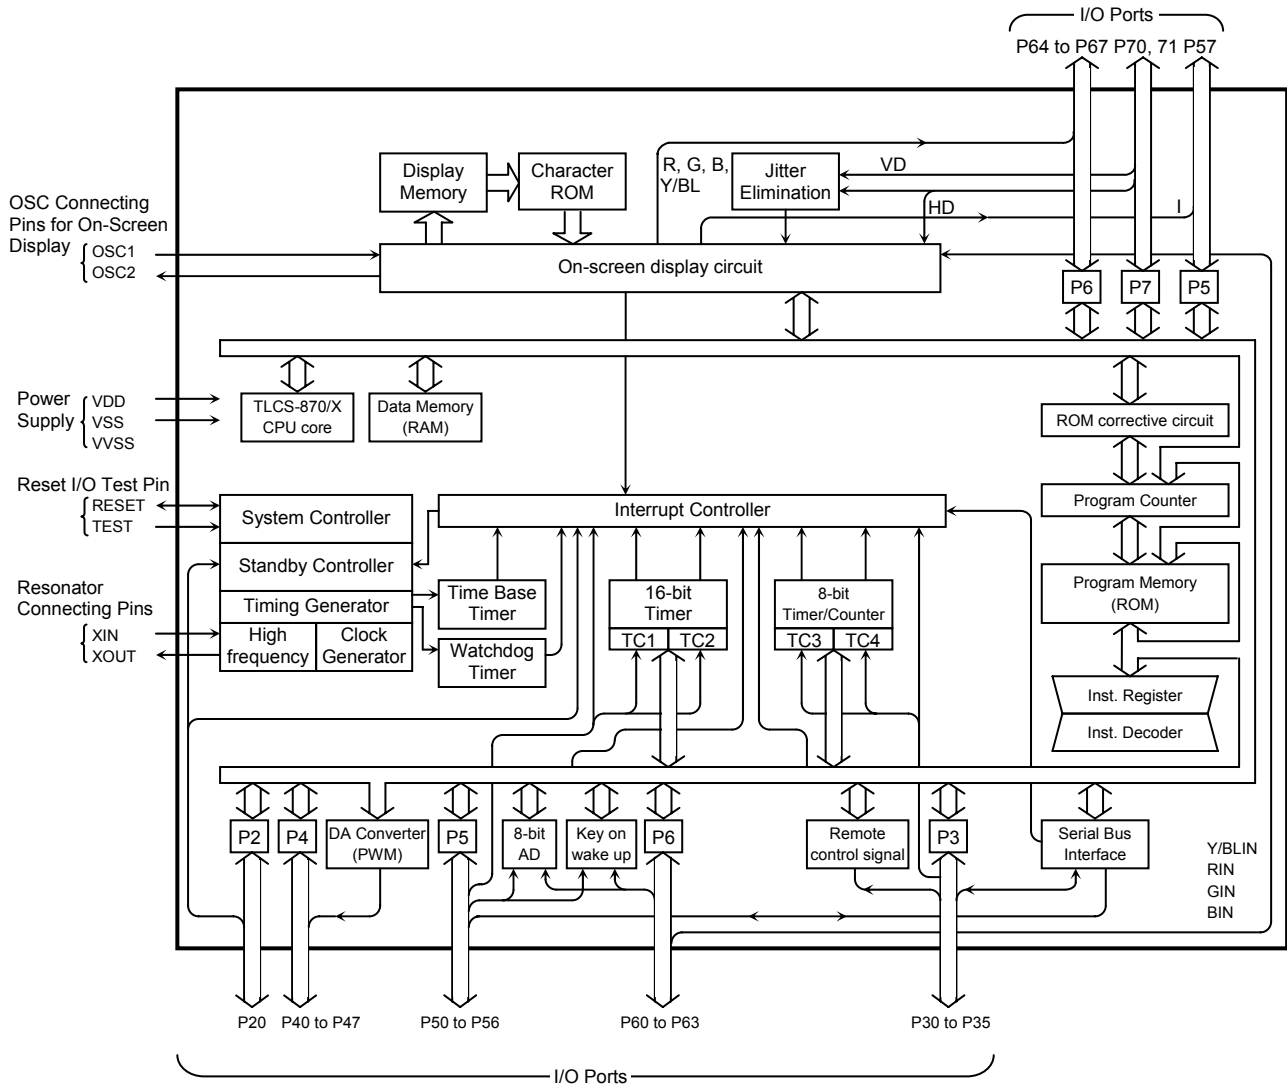 I/O Ports
P64 to P67 P70, 71 P57
Display
Memory
Character
ROM
R, G, B,
Y/BL
Jitter
Elimination
VD
HD
I
OSC Connecting
Pins for On-Screen
Display
OSC1
OSC2
On-screen display circuit
P6
P7
P5
Power
Supply
VDD
VSS
VVSS
TLCS-870/X
CPU core
Data Memory
(RAM)
ROM corrective circuit
Reset I/O Test Pin
RESET
TEST
System Controller
Interrupt Controller
Program Counter
Standby Controller
Timing Generator
High
frequency
Clock
Generator
Resonator
Connecting Pins
XIN
XOUT
Time Base
Timer
Watchdog
Timer
16-bit
Timer
TC1
TC2
8-bit
Timer/Counter
TC3
TC4
Program Memory
(ROM)
Inst. Register
Inst. Decoder
P2
P4
DA Converter
(PWM)
P5
8-bit
AD
Key on
wake up
P6
Remote
control signal
P3
Serial Bus
Interface
Y/BLIN
RIN
GIN
BIN
P20
P40 to P47
P50 to P56
P60 to P63
P30 to P35
I/O Ports